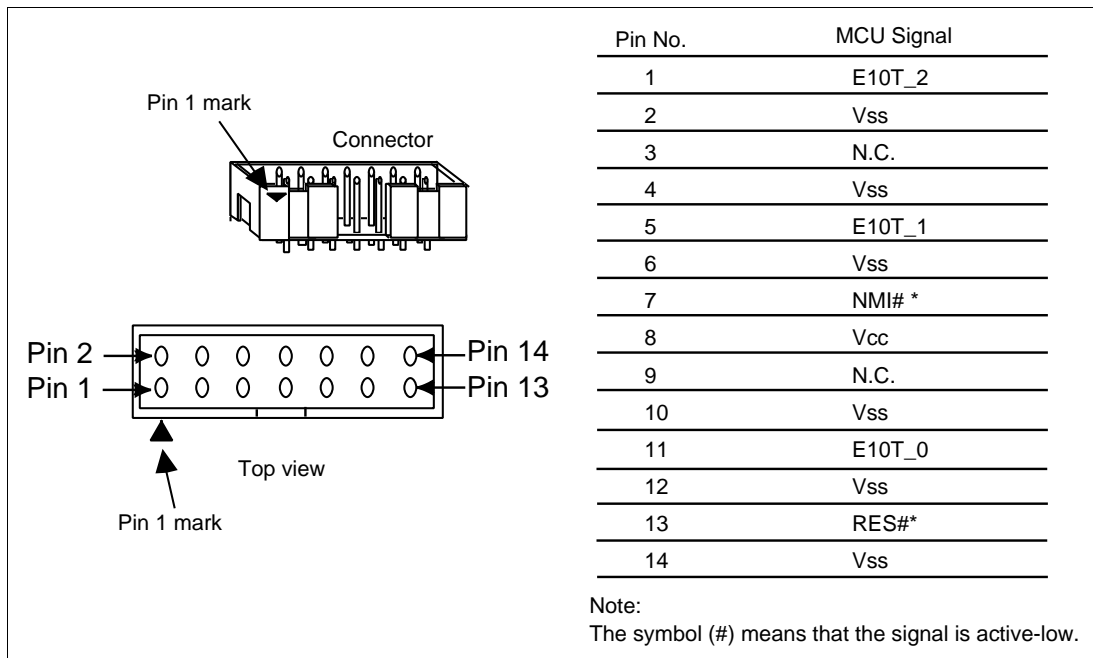 Pin 1 mark
Connector
Pin 2
Pin 14
Pin 1
Pin 13
Top view
Pin 1 mark
Pin No. MCU Signal
1 E10T_2
2 Vss
3 N.C.
4 Vss
5 E10T_1
6 Vss
7 NMI# *
8 Vcc
9 N.C.
10 Vss
11 E10T_0
12 Vss
13 RES#*
14 Vss
Note:
The symbol (#) means that the signal is active-low.